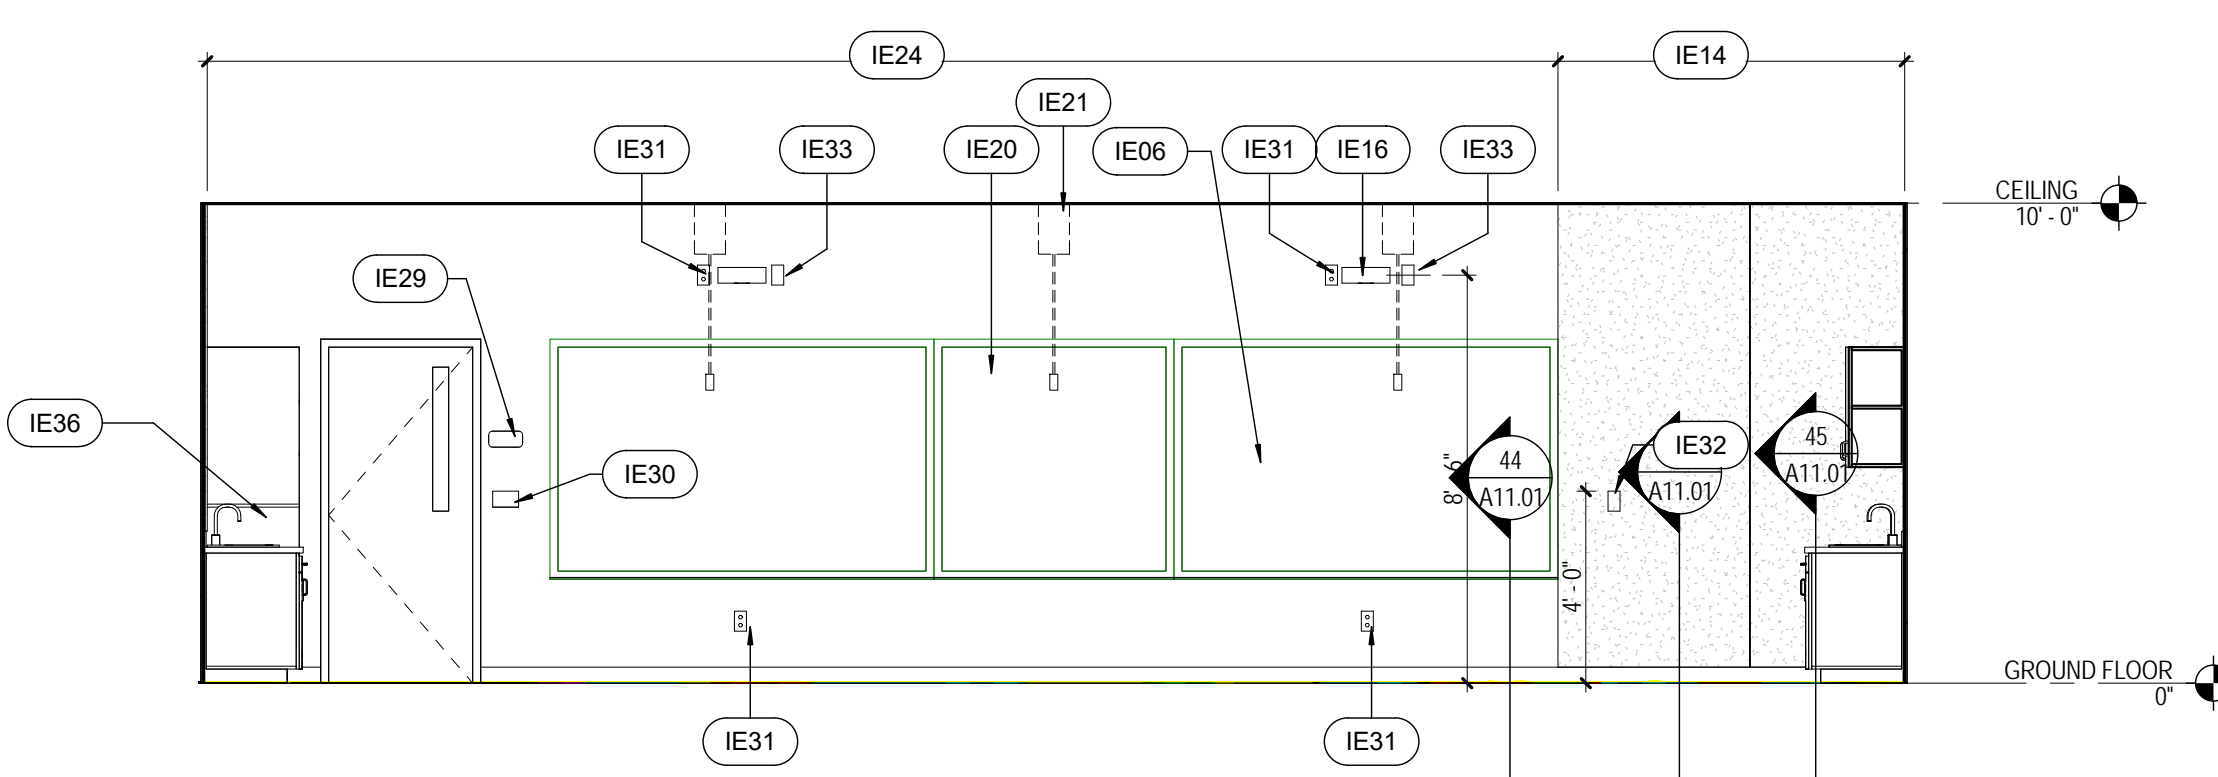 IE24
IE14
IE21
IE31
IE33
IE20
IE06
IE31
IE16
IE33
CEILING
10' - 0"
IE29
IE36
IE30
8' - 6"
44
A11.01
IE32
A11.01
45
A11.01
4' - 0"
GROUND FLOOR
0"
IE31
IE31